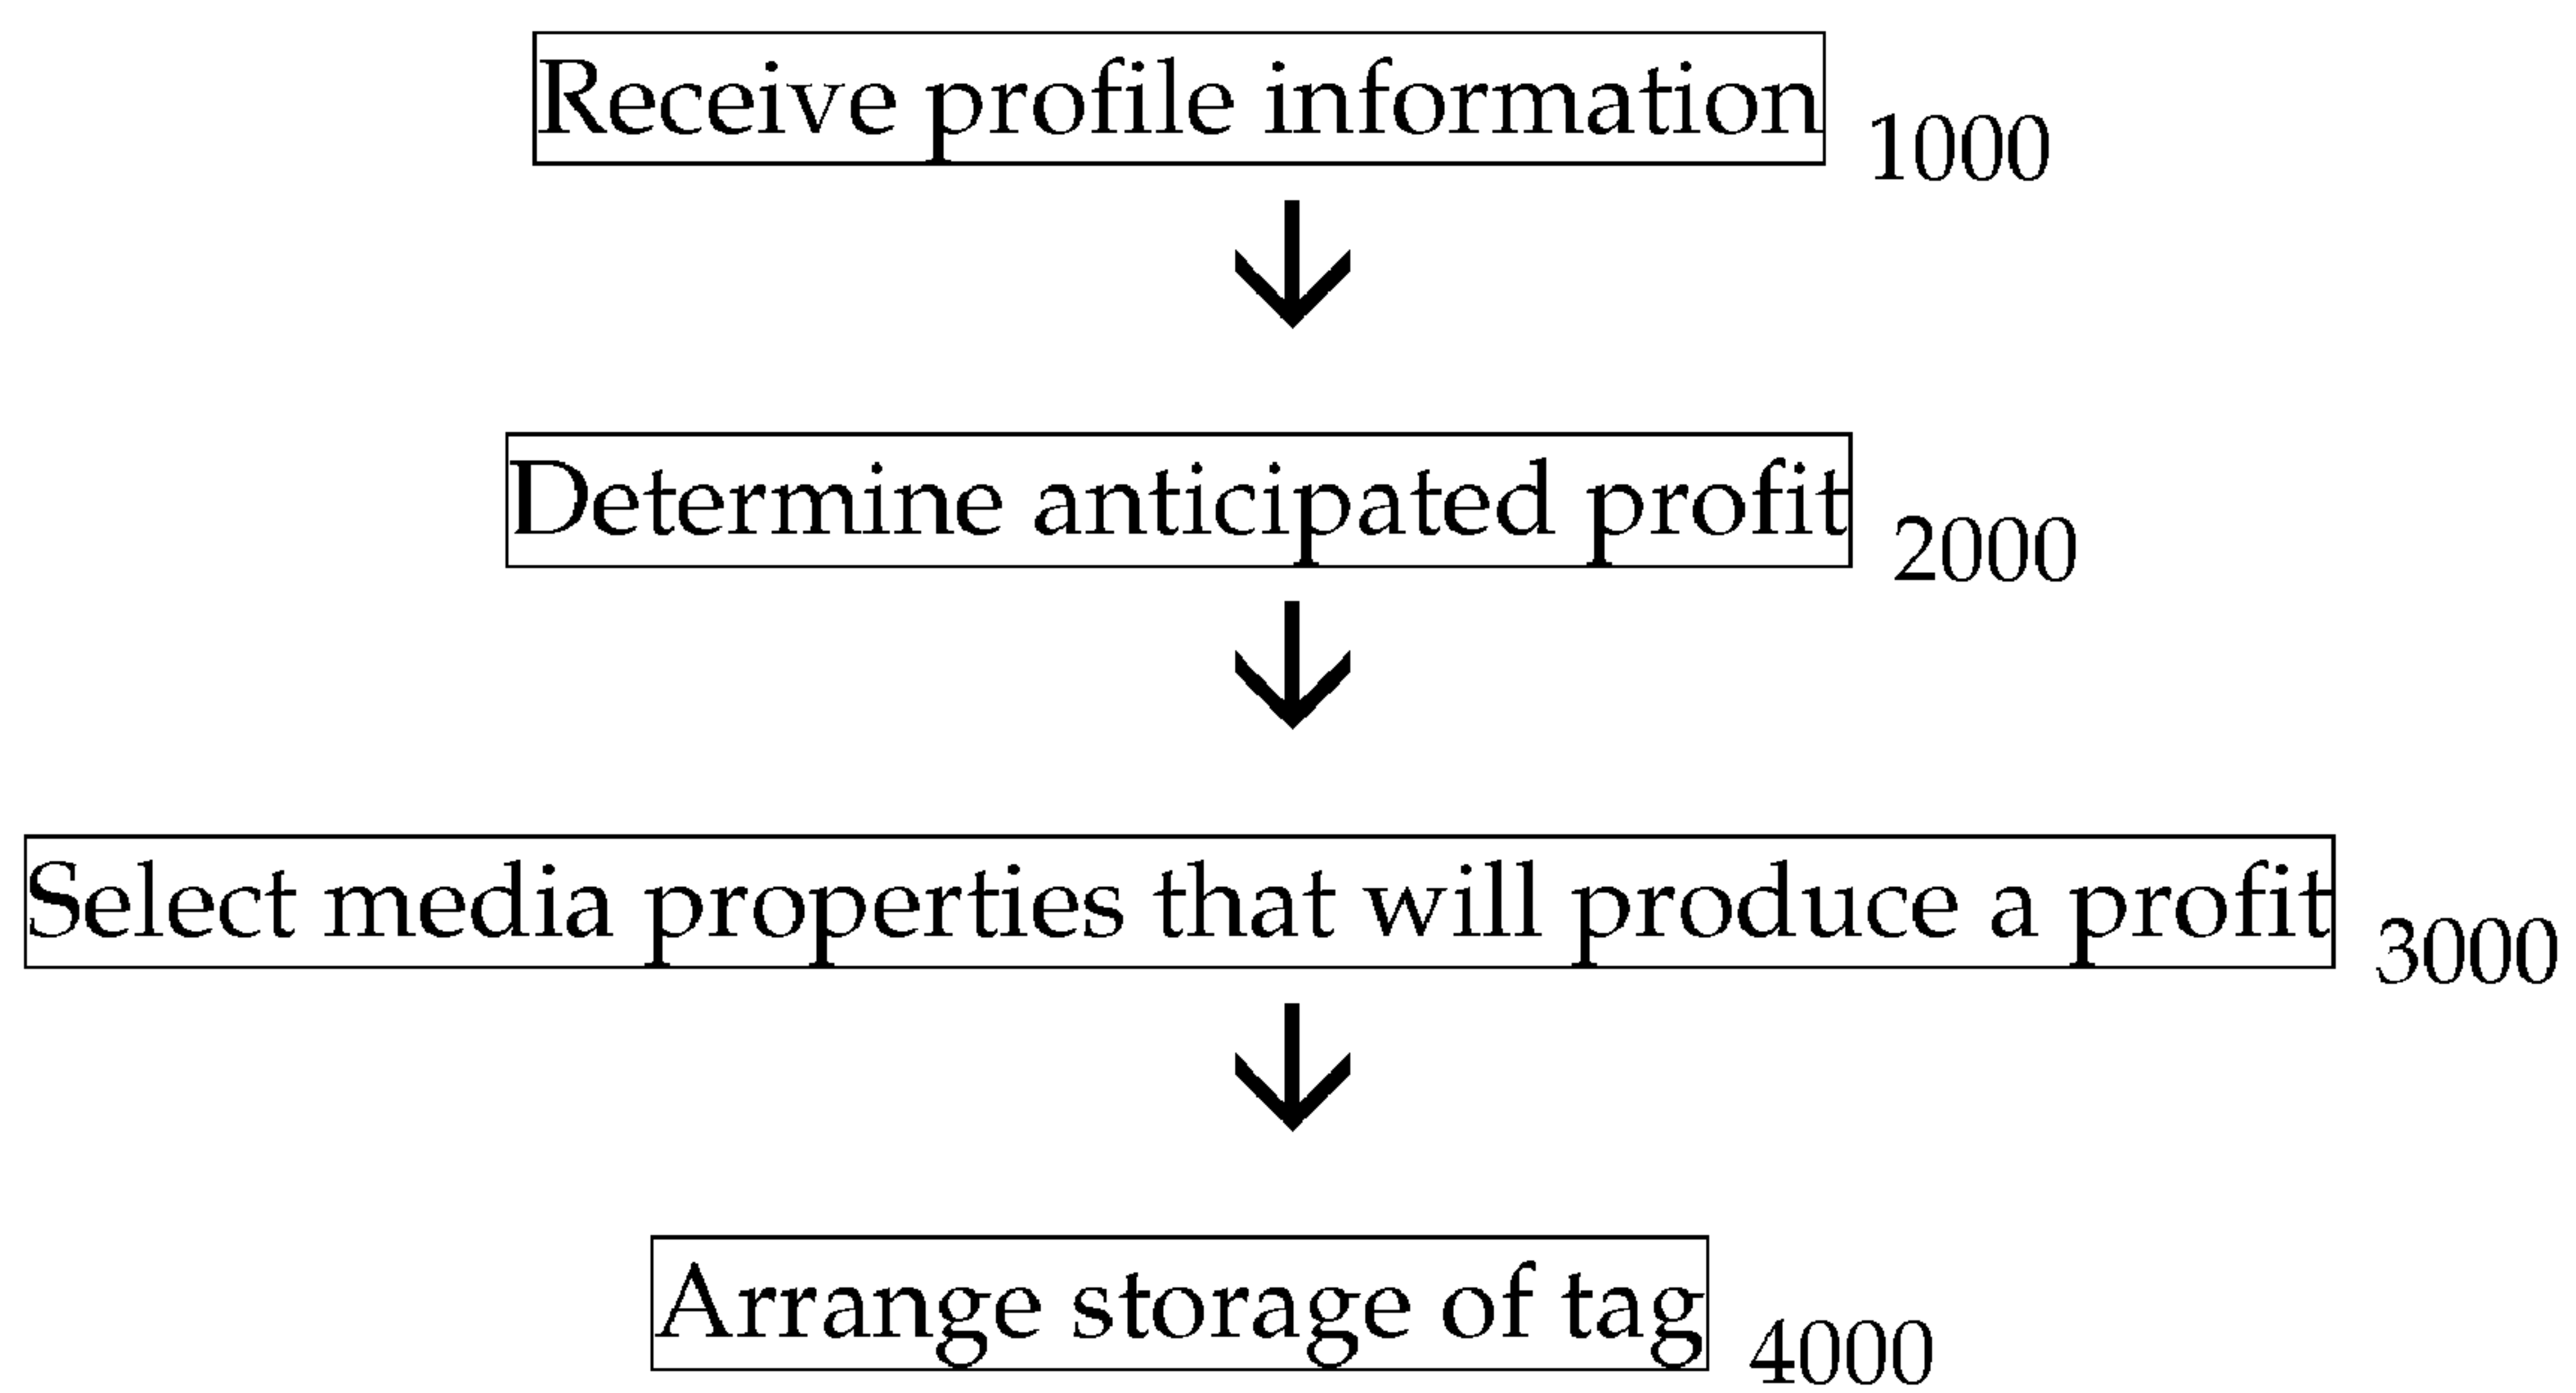 Receive profile information 1000
Determine anticipated profit 2000
Select media properties that will produce a profit 3000
Arrange storage of tag 4000